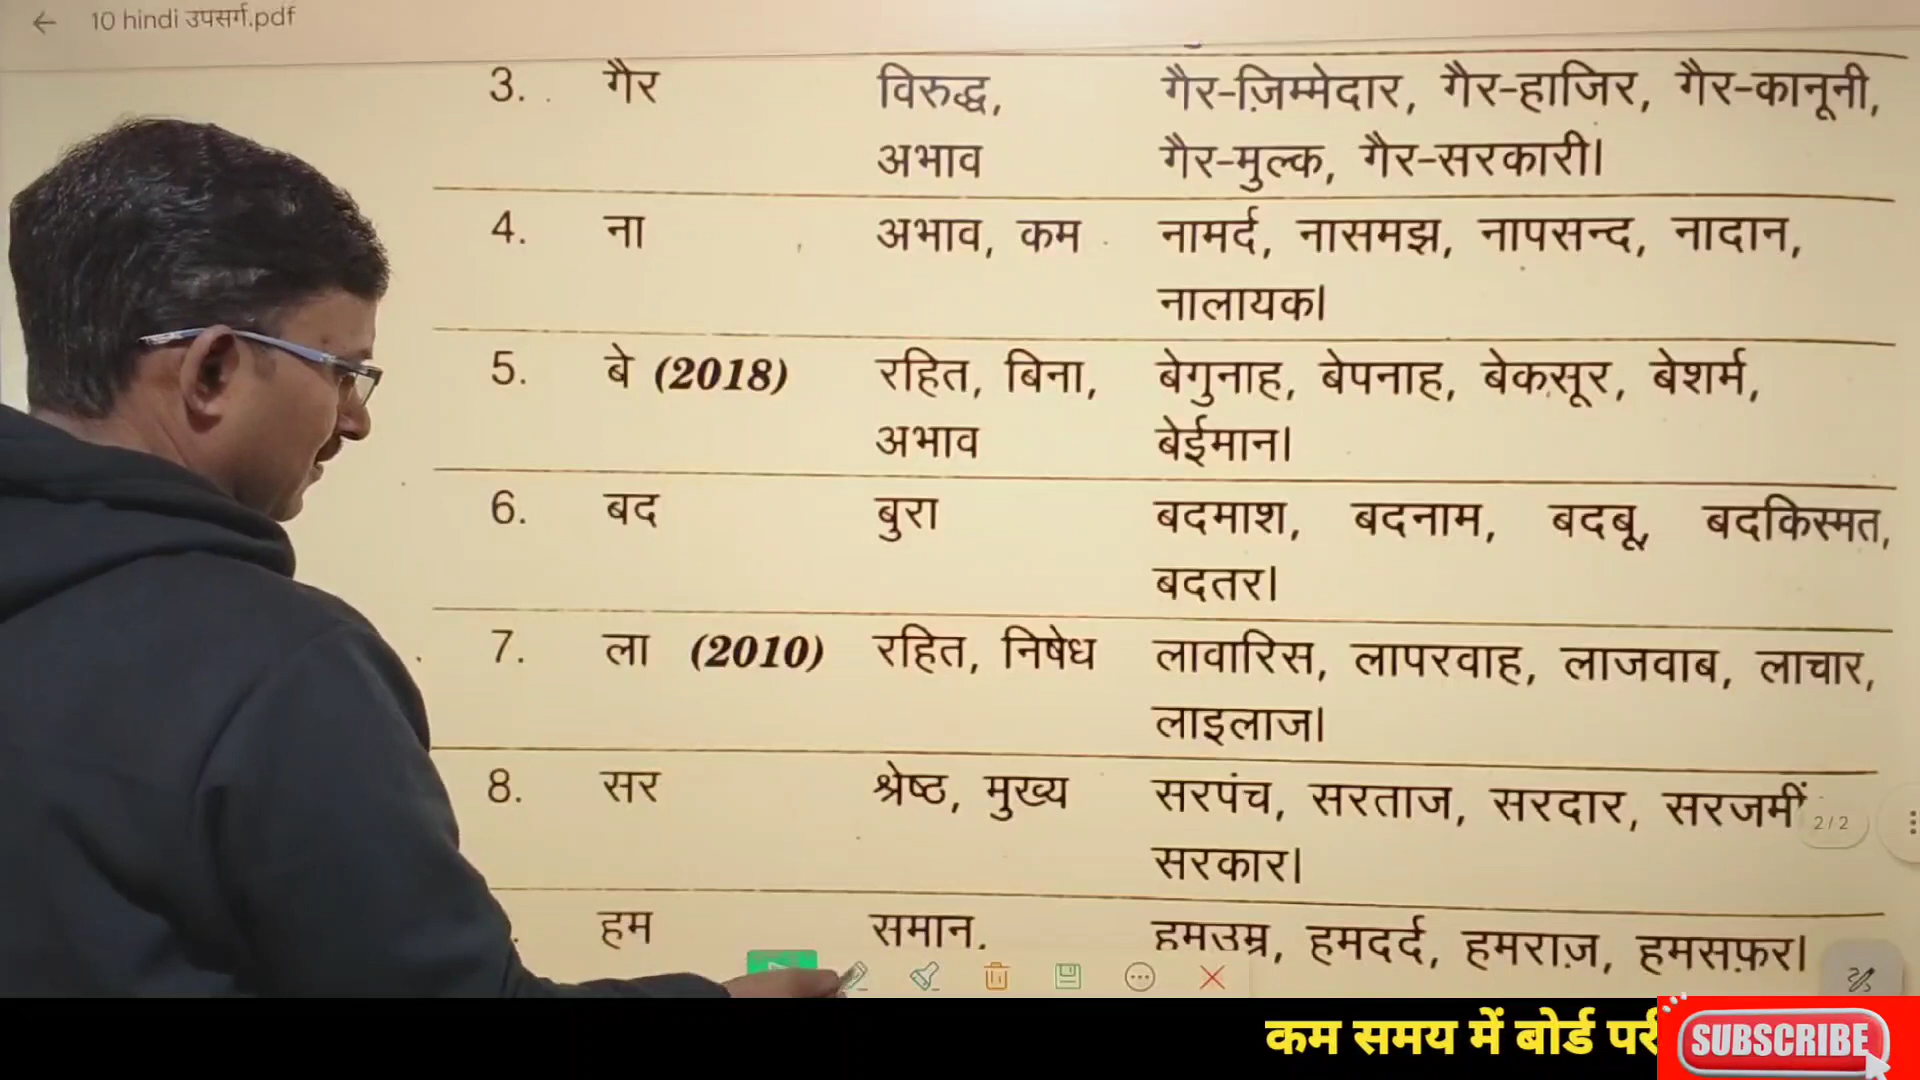 10 hindi उपसर्ग.pdf
3. गैर विरुद्ध, गैर-ज़िम्मेदार, गैर-हाजिर, गैर-कानूनी,
अभाव गैर-मुल्क, गैर-सरकारी।
4. ना अभाव, कम नामर्द, नासमझ, नापसन्द, नादान,
नालायक।
5. बे (2018) रहित, बिना, बेगुनाह, बेपनाह, बेकसूर, बेशर्म,
अभाव बेईमान।
6. बद बुरा बदमाश, बदनाम, बदबू, बदकिस्मत,
बदतर।
7. ला (2010) रहित, निषेध लावारिस, लापरवाह, लाजवाब, लाचार,
लाइलाज।
8. सर श्रेष्ठ, मुख्य सरपंच, सरताज, सरदार, सरजमीं
2/2
सरकार।
हम समान. हमउम्र, हमदर्द, हमराज़, हमसफ़र।
कम समय में बोर्ड
SUBSCRIBE